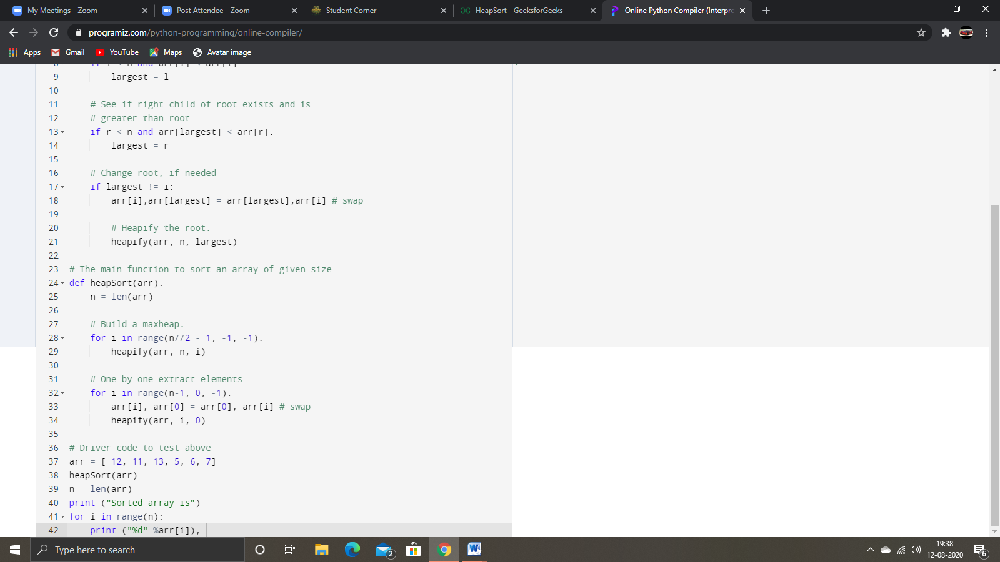 My Meetings - Zoom
Post Attendee - Zoom
Student Corner
HeapSort - GeeksforGeeks
Online Python Compiler (Interpre
programiz.com/python-programming/online-compiler/
Apps
Gmail
YouTube
Maps
Avatar image
9 largest = l
10
11 # See if right child of root exists and is
12 # greater than root
13 if r < n and arr[largest] < arr[r]:
14 largest = r
15
16 # Change root, if needed
17 if largest != i:
18 arr[i],arr[largest] = arr[largest],arr[i] # swap
19
20 # Heapify the root.
21 heapify(arr, n, largest)
22
23 # The main function to sort an array of given size
24 def heapSort(arr):
25 n = len(arr)
26
27 # Build a maxheap.
28 for i in range(n//2 - 1, -1, -1):
29 heapify(arr, n, i)
30
31 # One by one extract elements
32 for i in range(n-1, 0, -1):
33 arr[i], arr[0] = arr[0], arr[i] # swap
34 heapify(arr, i, 0)
35
36 # Driver code to test above
37 arr = [ 12, 11, 13, 5, 6, 7]
38 heapSort(arr)
39 n = len(arr)
40 print ("Sorted array is")
41 for i in range(n):
42 print ("%d" %arr[i]),
Type here to search
2
W
19:38
12-08-2020
6